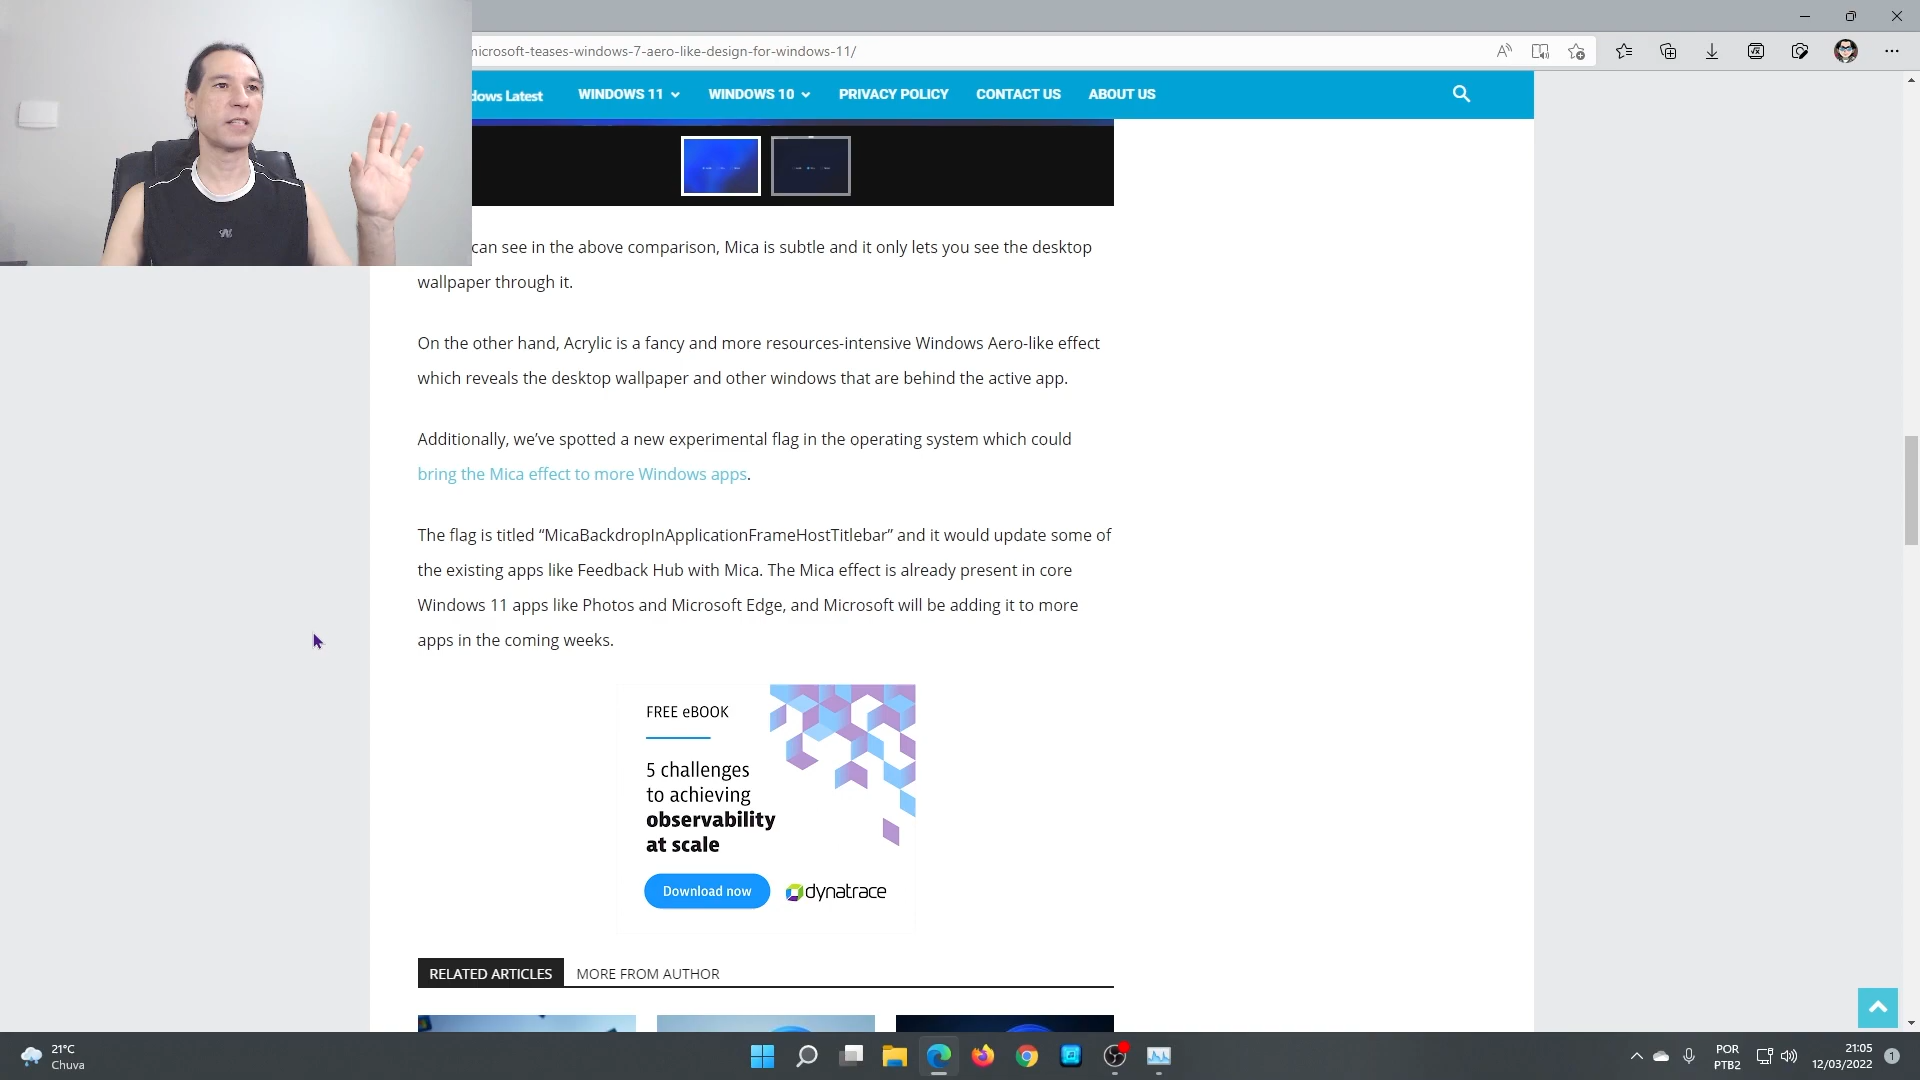 microsoft-teases-windows-7-aero-like-design-for-windows-11/
dows Latest
WINDOWS 11
WINDOWS 10
PRIVACY POLICY
CONTACT US
ABOUT US
can see in the above comparison, Mica is subtle and it only lets you see the desktop
wallpaper through it.
On the other hand, Acrylic is a fancy and more resources-intensive Windows Aero-like effect
which reveals the desktop wallpaper and other windows that are behind the active app.
Additionally, we’ve spotted a new experimental flag in the operating system which could
bring the Mica effect to more Windows apps.
The flag is titled “MicaBackdropInApplicationFrameHostTitlebar” and it would update some of
the existing apps like Feedback Hub with Mica. The Mica effect is already present in core
Windows 11 apps like Photos and Microsoft Edge, and Microsoft will be adding it to more
apps in the coming weeks.
FREE eBOOK
5 challenges
to achieving
observability
at scale
Download now
dynatrace
RELATED ARTICLES
MORE FROM AUTHOR
21°C
Chuva
POR
PTB2
21:05
12/03/2022
1